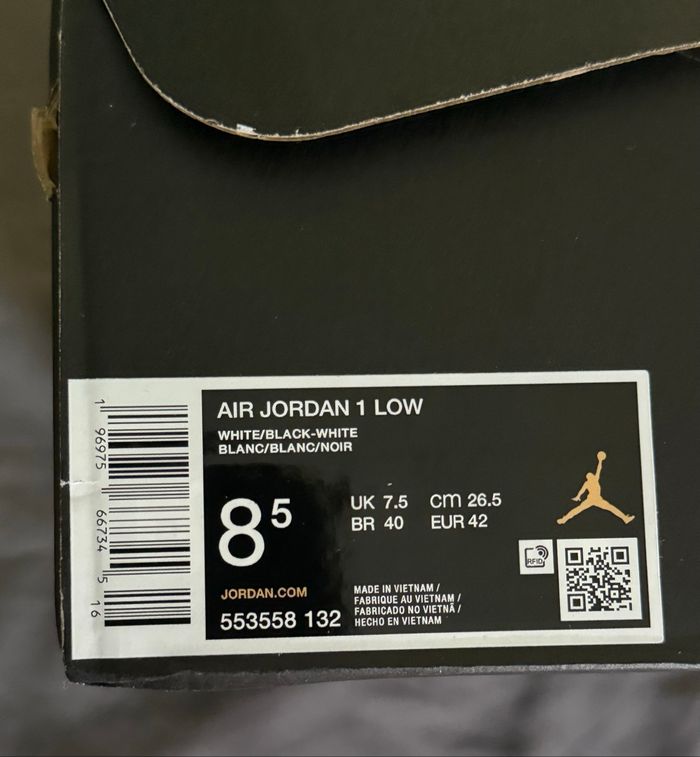 AIR JORDAN 1 LOW
WHITE/BLACK-WHITE
BLANC/BLANC/NOIR
8⁵
UK 7.5 CM 26.5
BR 40 EUR 42
JORDAN.COM
553558 132
MADE IN VIETNAM /
FABRIQUE AU VIETNAM /
FABRICADO NO VIETNÃ /
HECHO EN VIETNAM
RFID
1 96975 66734 5 16